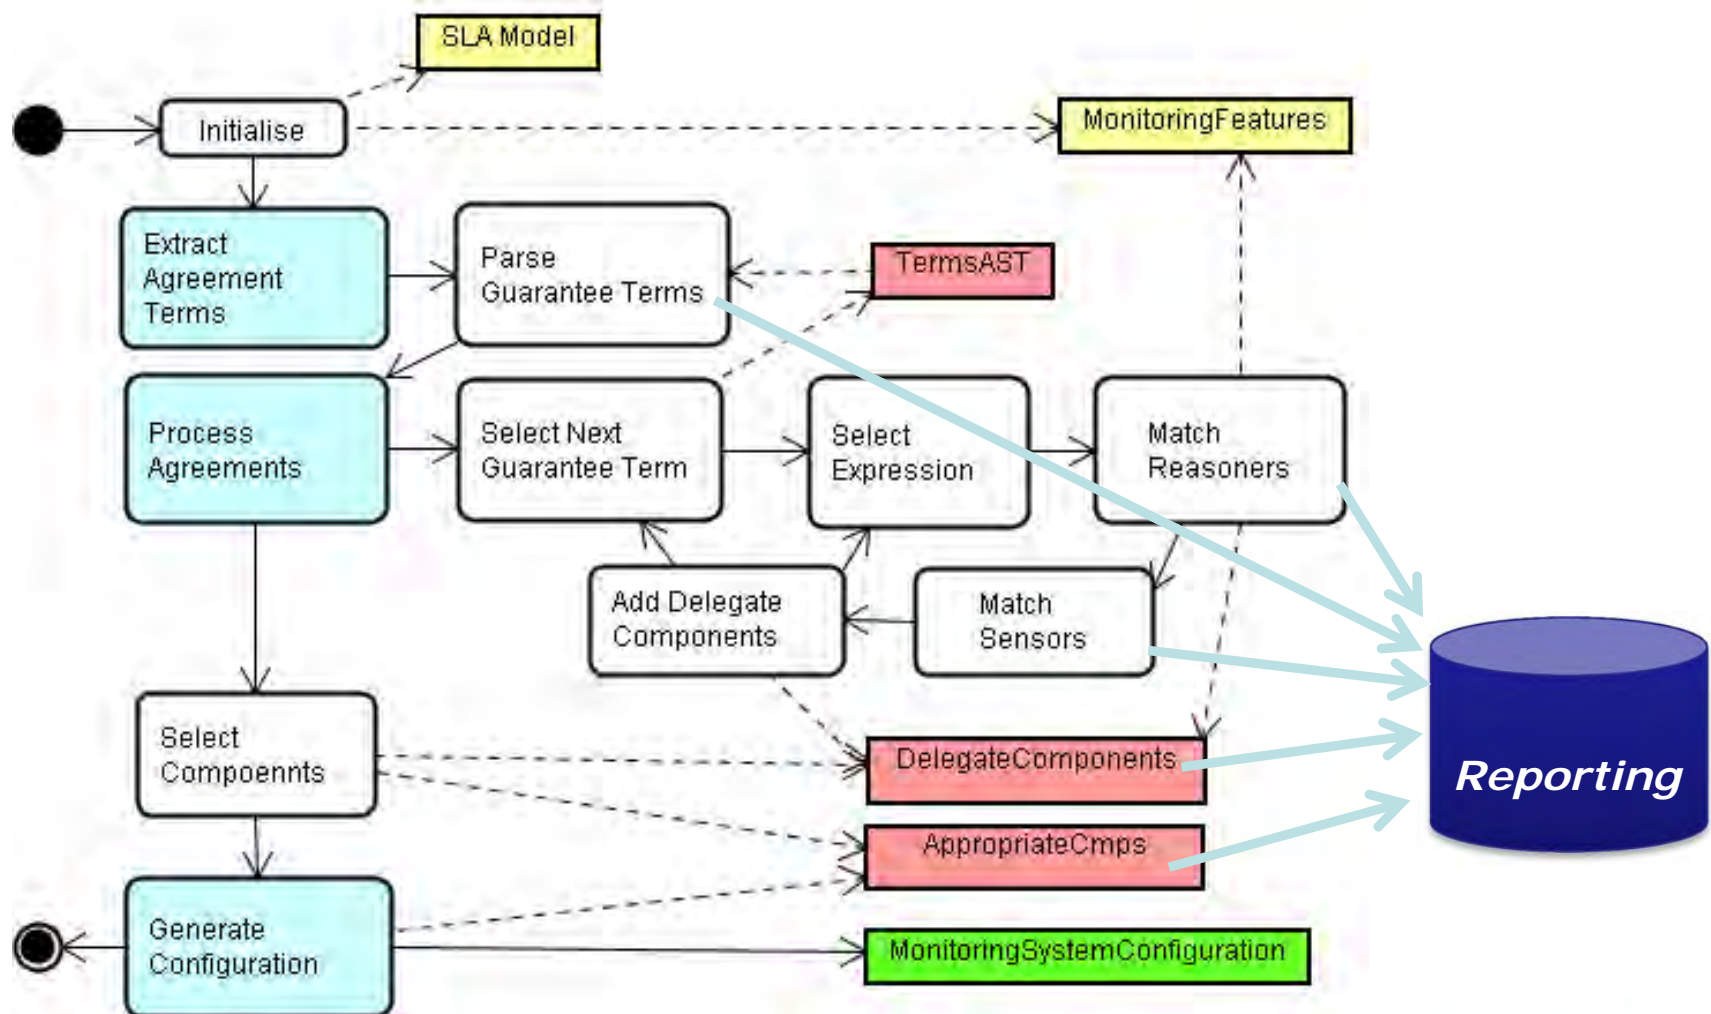 SLA Model
Initialise
MonitoringFeatures
Extract
Agreement
Terms
Parse
Guarantee Terms
TermsAST
Process
Agreements
Select Next
Guarantee Term
Select
Expression
Match
Reasoners
Add Delegate
Components
Match
Sensors
Select
Compoennts
DelegateComponents
Reporting
AppropriateCmps
Generate
Configuration
MonitoringSystemConfiguration